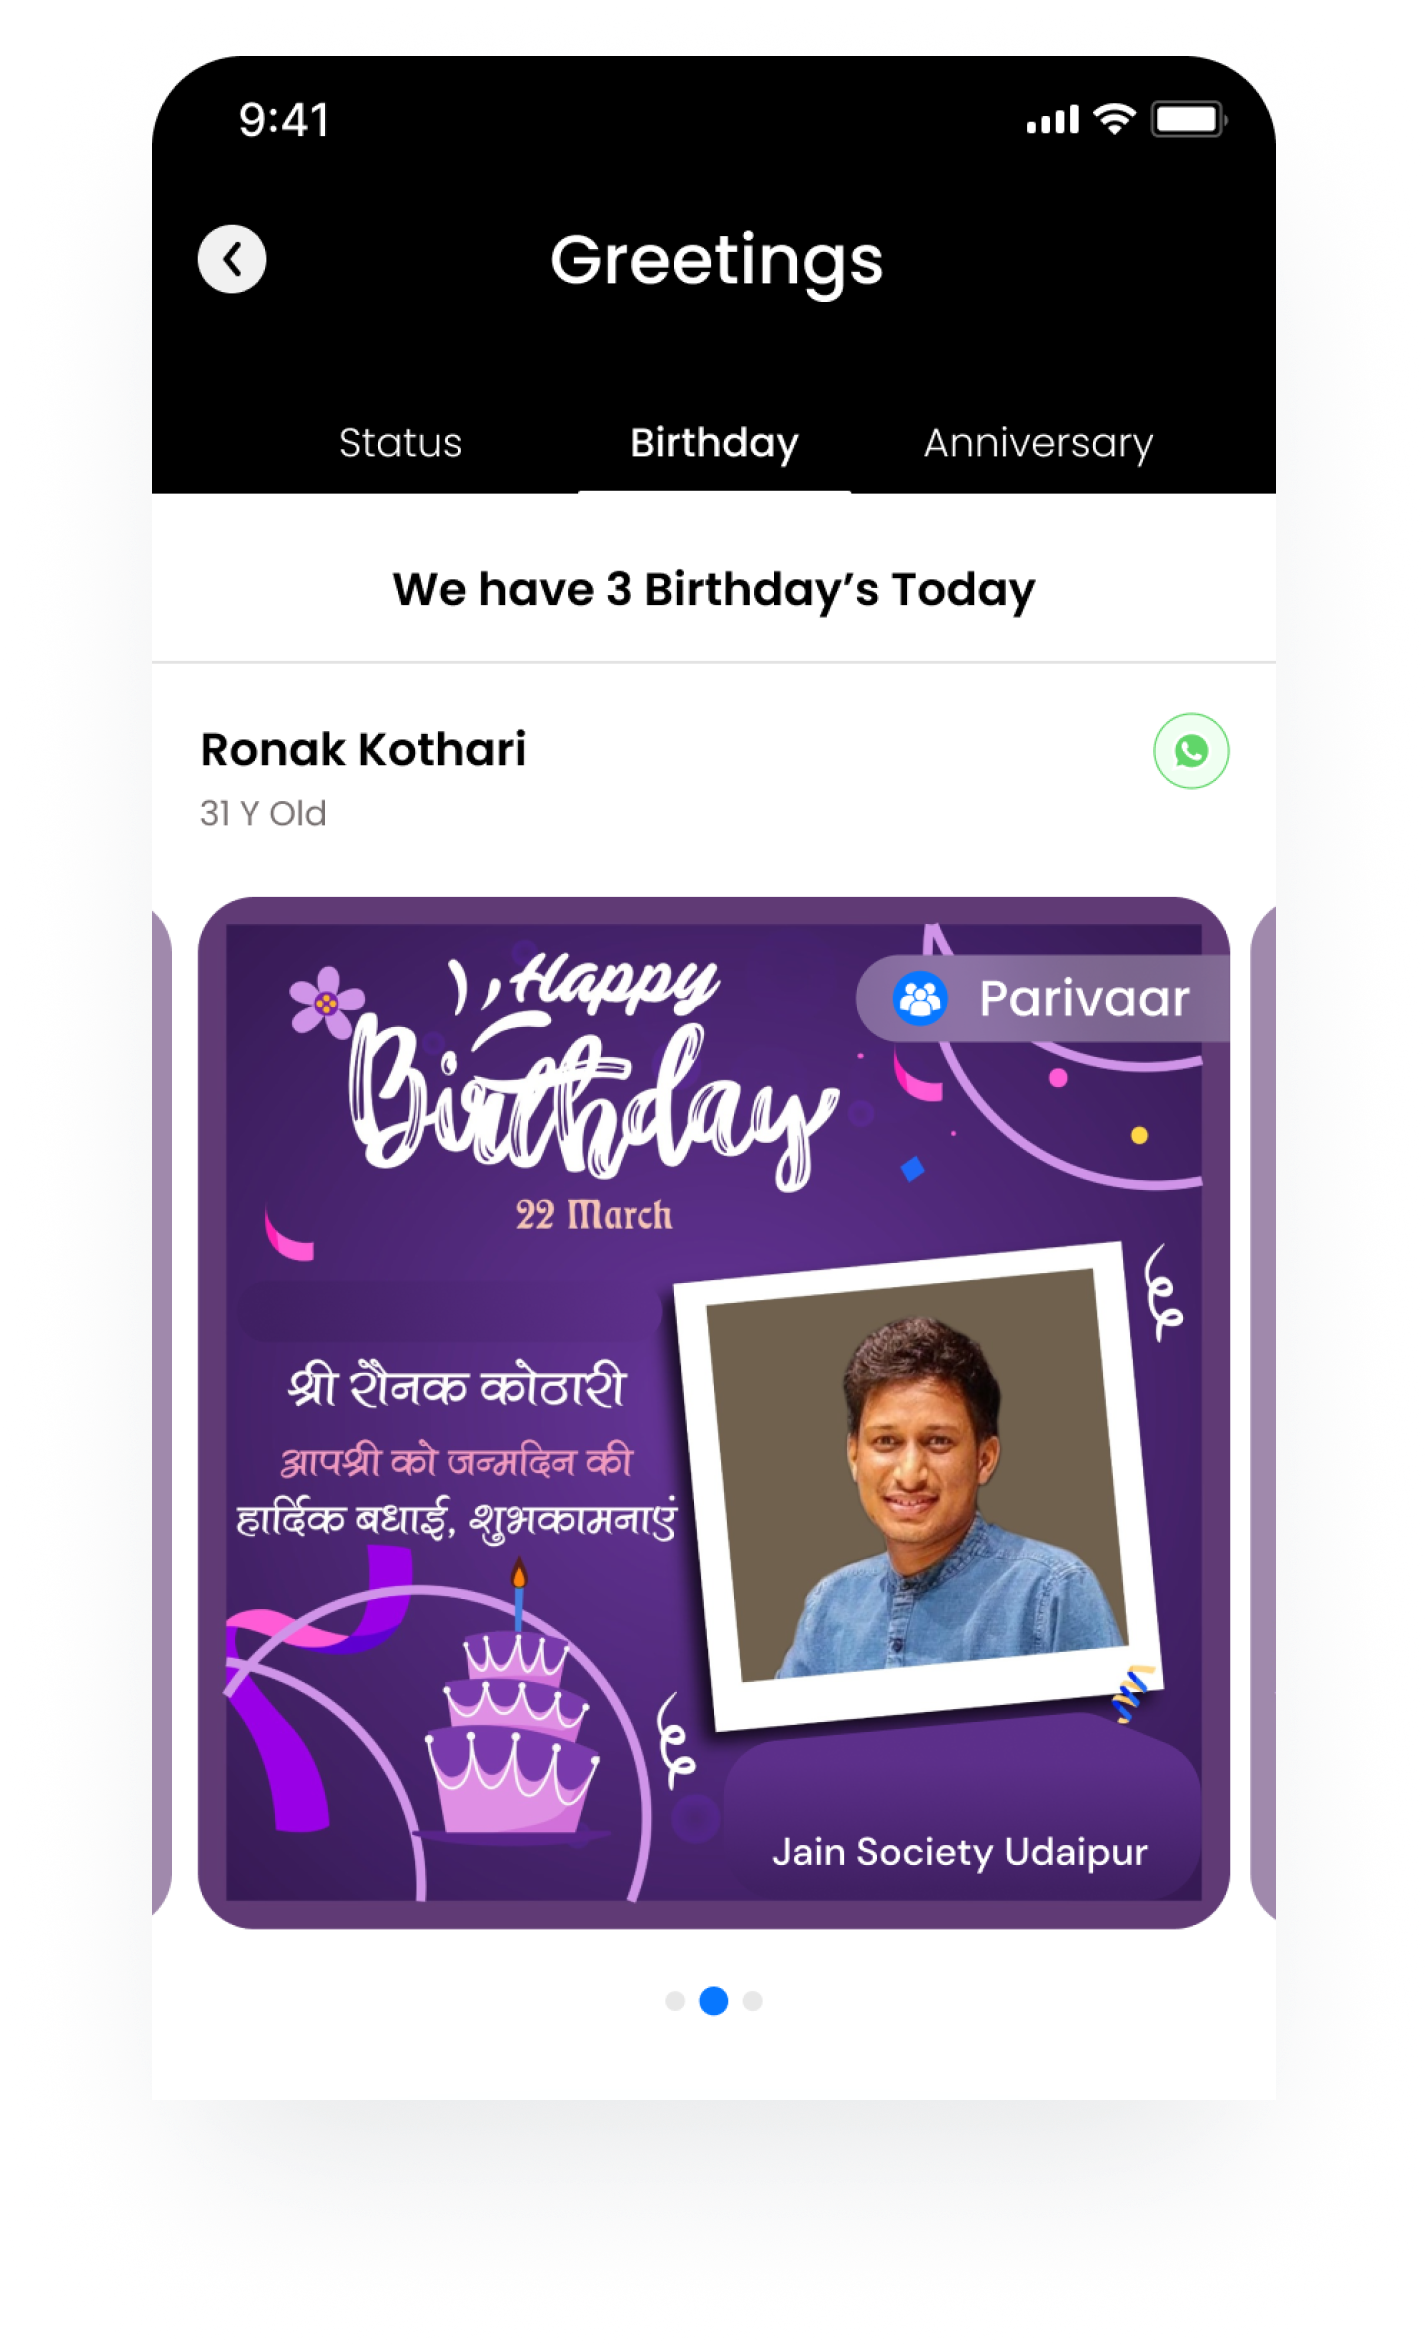 9:41
Greetings
Status Birthday Anniversary
We have 3 Birthday’s Today
Ronak Kothari
31 Y Old
Parivaar
Happy
Birthday
22 March
श्री रौनक कोठारी
आपश्री को जन्मदिन की
हार्दिक बधाई, शुभकामनाएं
Jain Society Udaipur